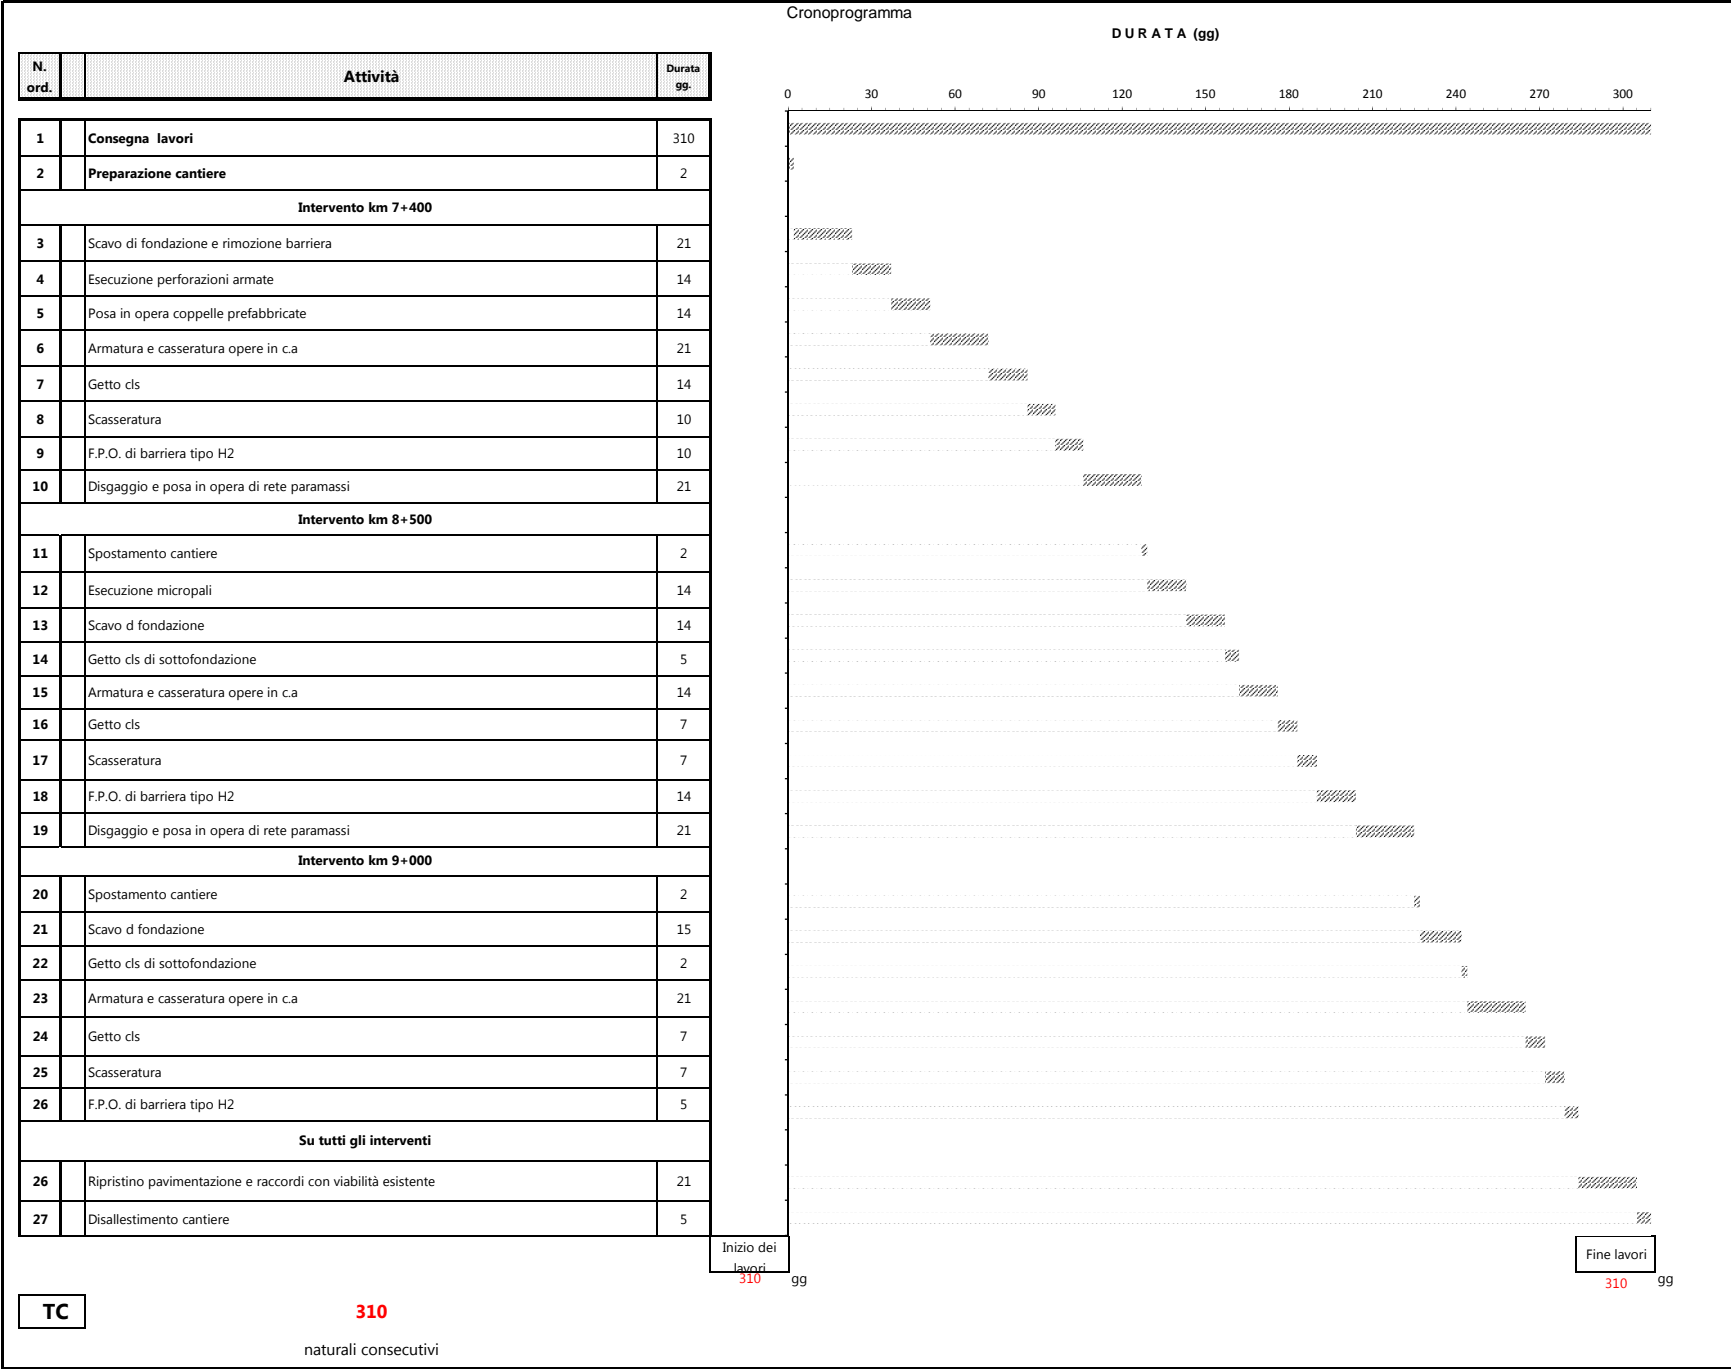 Cronoprogramma
D U R A T A (gg)
N. ord. Attività Durata gg.
0 30 60 90 120 150 180 210 240 270 300
1 Consegna lavori 310
2 Preparazione cantiere 2
Intervento km 7+400
3 Scavo di fondazione e rimozione barriera 21
4 Esecuzione perforazioni armate 14
5 Posa in opera coppelle prefabbricate 14
6 Armatura e casseratura opere in c.a 21
7 Getto cls 14
8 Scasseratura 10
9 F.P.O. di barriera tipo H2 10
10 Disgaggio e posa in opera di rete paramassi 21
Intervento km 8+500
11 Spostamento cantiere 2
12 Esecuzione micropali 14
13 Scavo d fondazione 14
14 Getto cls di sottofondazione 5
15 Armatura e casseratura opere in c.a 14
16 Getto cls 7
17 Scasseratura 7
18 F.P.O. di barriera tipo H2 14
19 Disgaggio e posa in opera di rete paramassi 21
Intervento km 9+000
20 Spostamento cantiere 2
21 Scavo d fondazione 15
22 Getto cls di sottofondazione 2
23 Armatura e casseratura opere in c.a 21
24 Getto cls 7
25 Scasseratura 7
26 F.P.O. di barriera tipo H2 5
Su tutti gli interventi
26 Ripristino pavimentazione e raccordi con viabilità esistente 21
27 Disallestimento cantiere 5
Inizio dei
lavori
Fine lavori
310 gg
310 gg
TC 310
naturali consecutivi